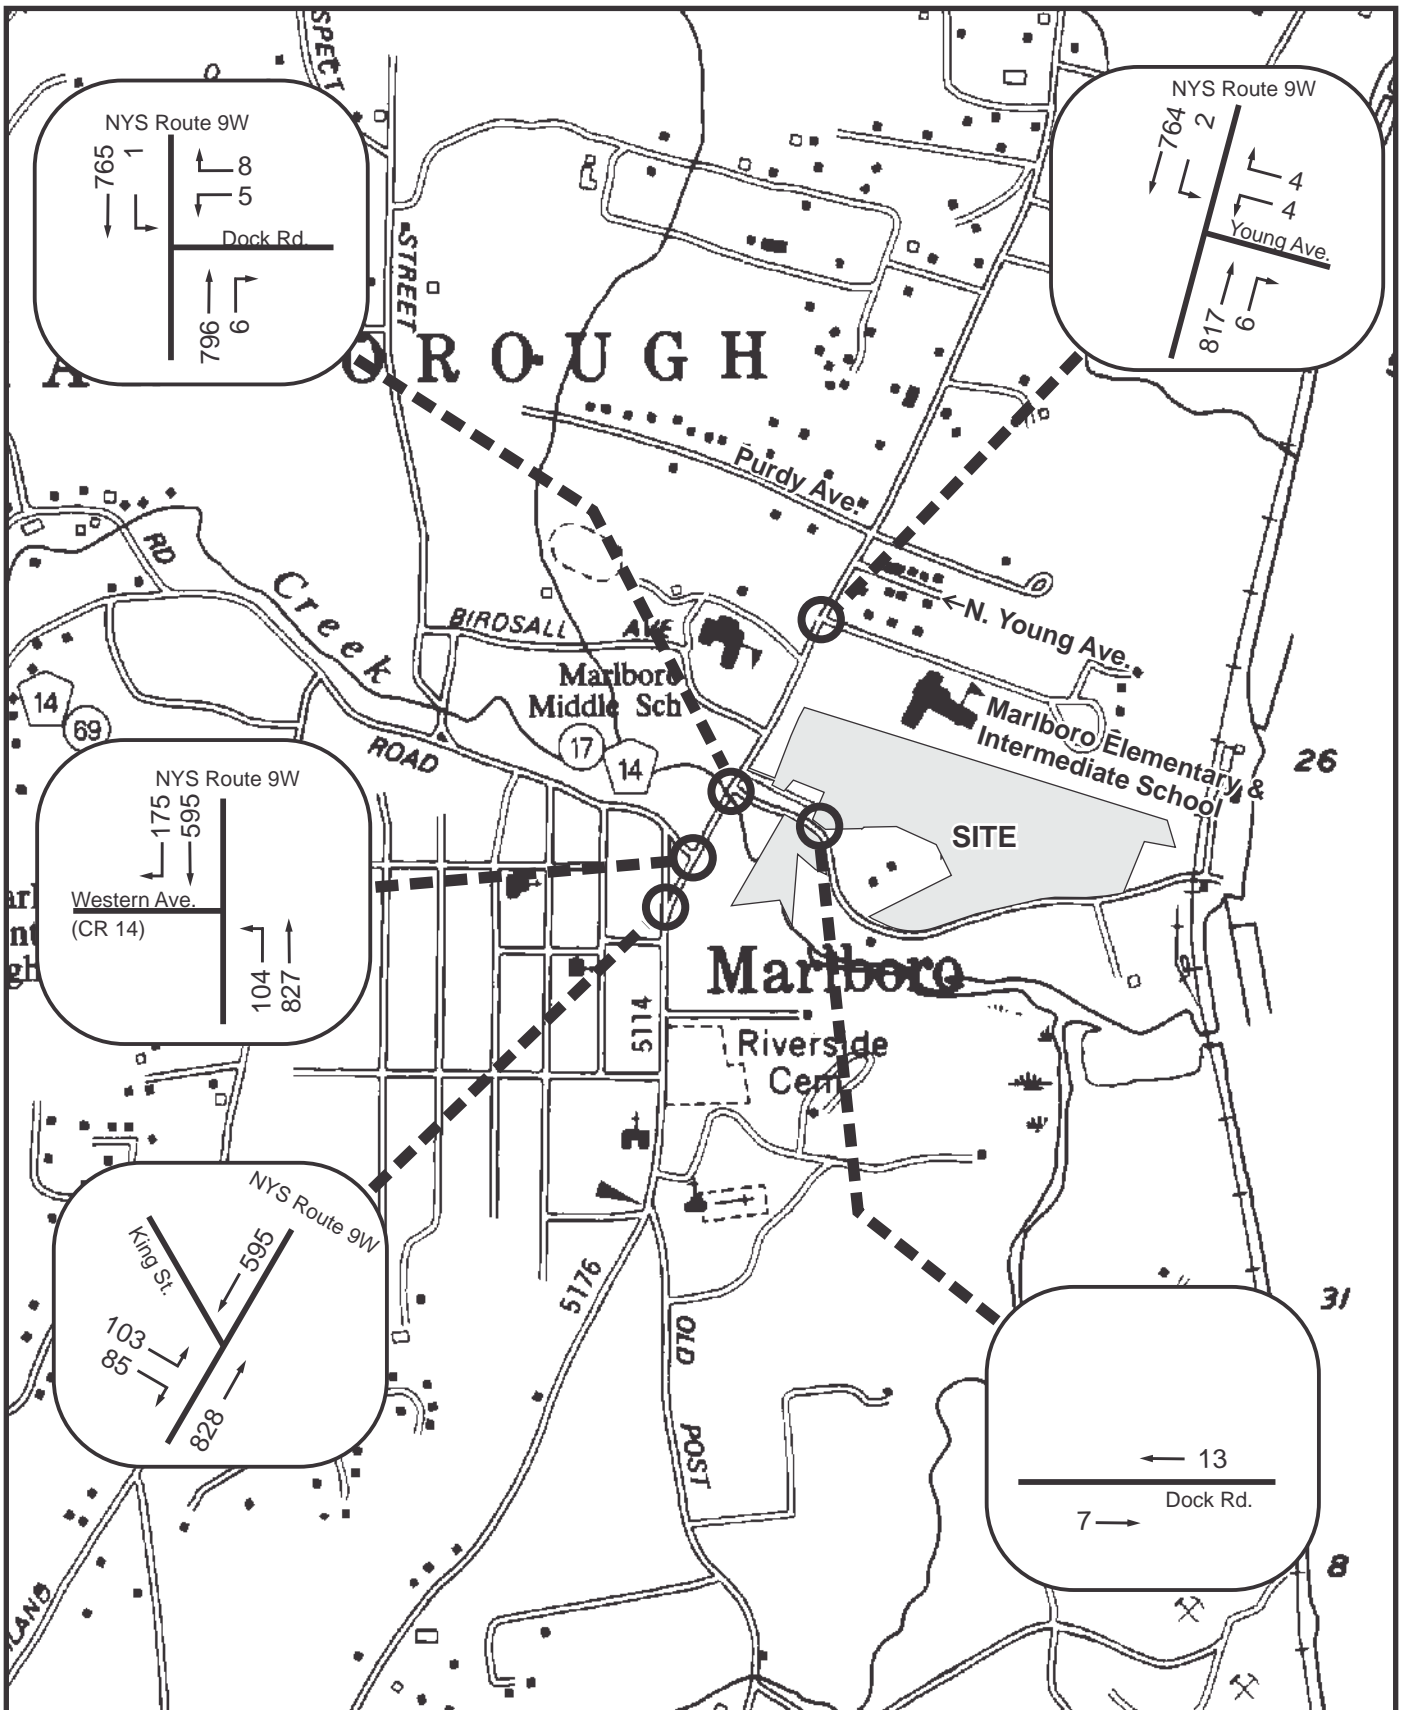 SPECT
NYS Route 9W
765
1
8
5
Dock Rd.
796
6
NYS Route 9W
764
2
4
4
Young Ave.
817
6
STREET
OROUGH
Purdy Ave.
RD
Creek
BIRDSALL AVE
N. Young Ave.
Marlboro
Middle Sch
14
69
17
14
ROAD
Marlboro Elementary &
Intermediate School
26
SITE
NYS Route 9W
175
595
Western Ave.
(CR 14)
104
827
Marlboro
5114
Riverside
Cem
NYS Route 9W
King St.
595
103
85
828
5176
OLD
POST
31
13
Dock Rd.
7
8